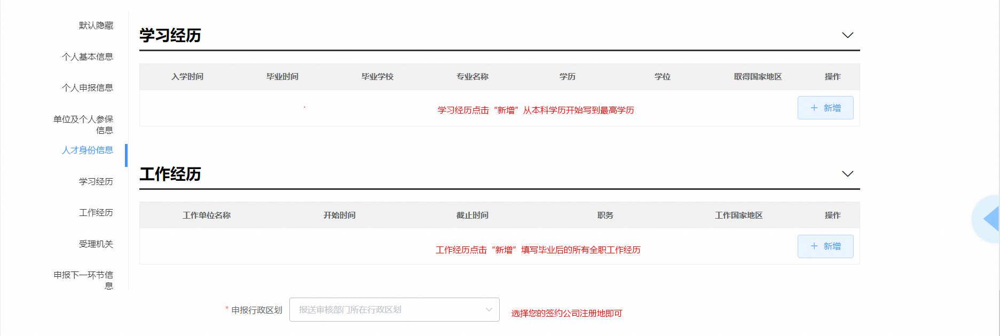 默认隐藏
个人基本信息
个人申报信息
单位及个人参保
信息
人才身份信息
学习经历
工作经历
受理机关
申报下一环节信
息
学习经历
入学时间 毕业时间 毕业学校 专业名称 学历 学位 取得国家地区 操作
学习经历点击“新增”从本科学历开始写到最高学历
+ 新增
工作经历
工作单位名称 开始时间 截止时间 职务 工作国家地区 操作
工作经历点击“新增”填写毕业后的所有全职工作经历
+ 新增
* 申报行政区划 报送审核部门所在行政区划 选择您的签约公司注册地即可